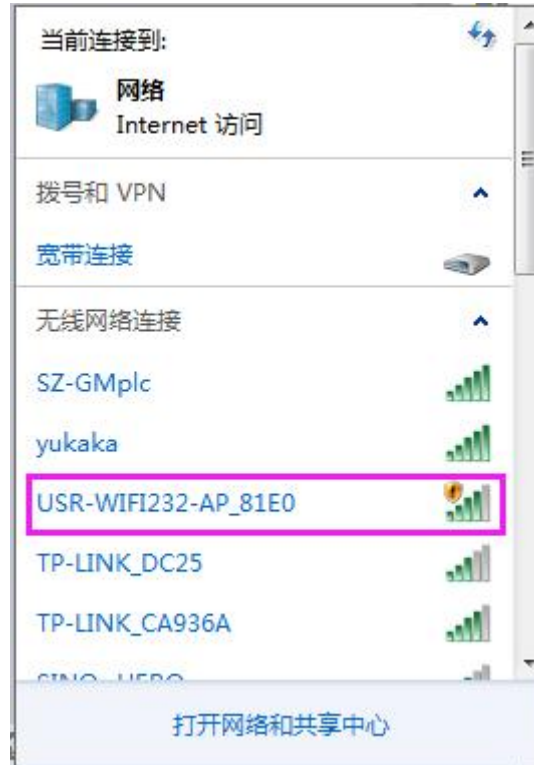 当前连接到:
网络
Internet 访问
拨号和 VPN
宽带连接
无线网络连接
SZ-GMplc
yukaka
USR-WIFI232-AP_81E0
TP-LINK_DC25
TP-LINK_CA936A
打开网络和共享中心